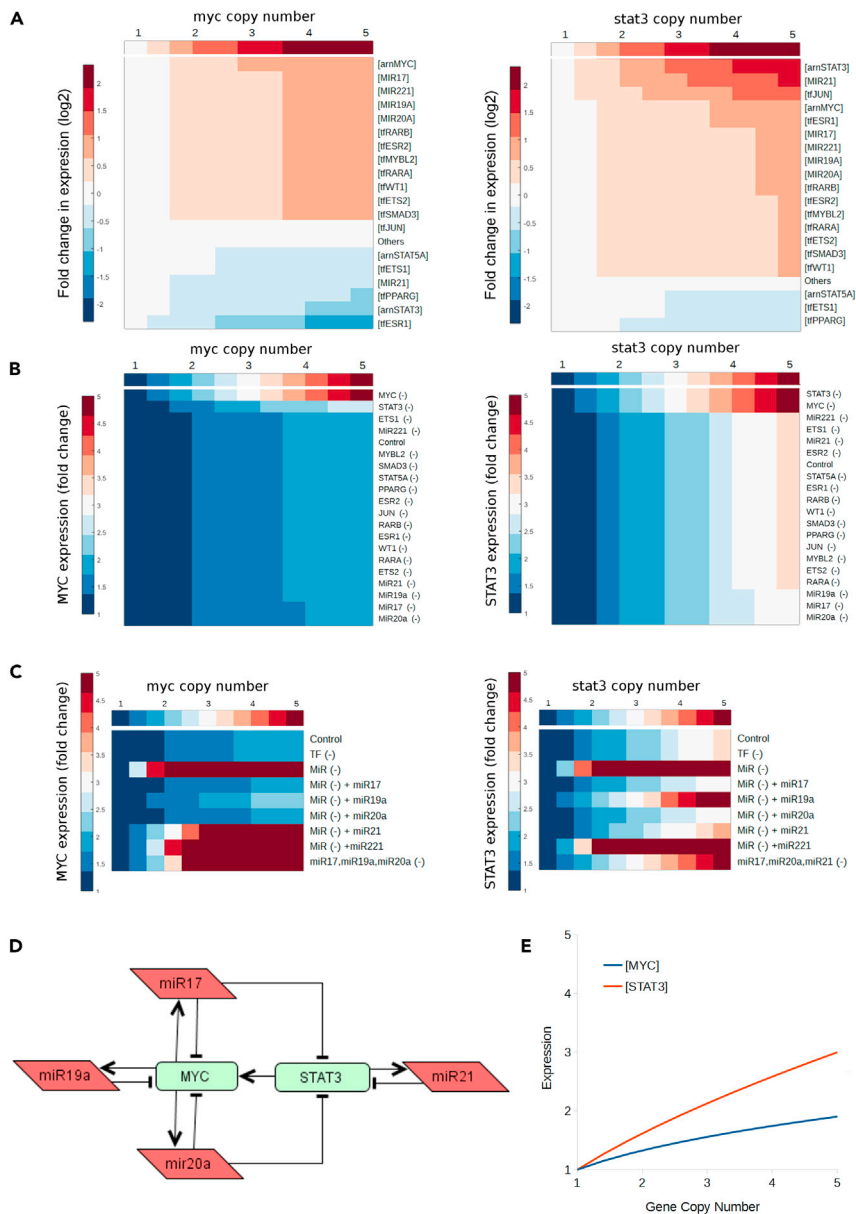 A
myc copy number
1 2 3 4 5
Fold change in expresion (log2)
2
1.5
1
0.5
0
-0.5
-1
-1.5
-2
[arnMYC]
[MIR17]
[MIR221]
[MIR19A]
[MIR20A]
[tfRARB]
[tfESR2]
[tfMYBL2]
[tfRARA]
[tfWT1]
[tfETS2]
[tfSMAD3]
[tfJUN]
Others
[arnSTAT5A]
[tfETS1]
[MIR21]
[tfPPARG]
[arnSTAT3]
[tfESR1]
stat3 copy number
1 2 3 4 5
Fold change in expresion (log2)
2
1.5
1
0.5
0
-0.5
-1
-1.5
-2
[arnSTAT3]
[MIR21]
[tfJUN]
[arnMYC]
[tfESR1]
[MIR17]
[MIR221]
[MIR19A]
[MIR20A]
[tfRARB]
[tfESR2]
[tfMYBL2]
[tfRARA]
[tfETS2]
[tfSMAD3]
[tfWT1]
Others
[arnSTAT5A]
[tfETS1]
[tfPPARG]
B
myc copy number
1 2 3 4 5
MYC expression (fold change)
5
4.5
4
3.5
3
2.5
2
1.5
1
MYC (-)
STAT3 (-)
ETS1 (-)
MiR221 (-)
Control
MYBL2 (-)
SMAD3 (-)
STAT5A (-)
PPARG (-)
ESR2 (-)
JUN (-)
RARB (-)
ESR1 (-)
WT1 (-)
RARA (-)
ETS2 (-)
MiR21 (-)
MiR19a (-)
MiR17 (-)
MiR20a (-)
stat3 copy number
1 2 3 4 5
STAT3 expression (fold change)
5
4.5
4
3.5
3
2.5
2
1.5
1
STAT3 (-)
MYC (-)
MiR221 (-)
ETS1 (-)
MiR21 (-)
ESR2 (-)
Control
STAT5A (-)
ESR1 (-)
RARB (-)
WT1 (-)
SMAD3 (-)
PPARG (-)
JUN (-)
MYBL2 (-)
ETS2 (-)
RARA (-)
MiR19a (-)
MiR17 (-)
MiR20a (-)
C
myc copy number
1 2 3 4 5
MYC expression (fold change)
5
4.5
4
3.5
3
2.5
2
1.5
1
Control
TF (-)
MiR (-)
MiR (-) + miR17
MiR (-) + miR19a
MiR (-) + miR20a
MiR (-) + miR21
MiR (-) +miR221
miR17,miR19a,miR20a (-)
stat3 copy number
1 2 3 4 5
STAT3 expression (fold change)
5
4.5
4
3.5
3
2.5
2
1.5
1
Control
TF (-)
MiR (-)
MiR (-) + miR17
MiR (-) + miR19a
MiR (-) + miR20a
MiR (-) + miR21
MiR (-) +miR221
miR17,miR20a,miR21 (-)
D
miR17
miR19a
MYC
STAT3
miR21
mir20a
E
5
4
3
2
1
Expression
[MYC]
[STAT3]
1 2 3 4 5
Gene Copy Number